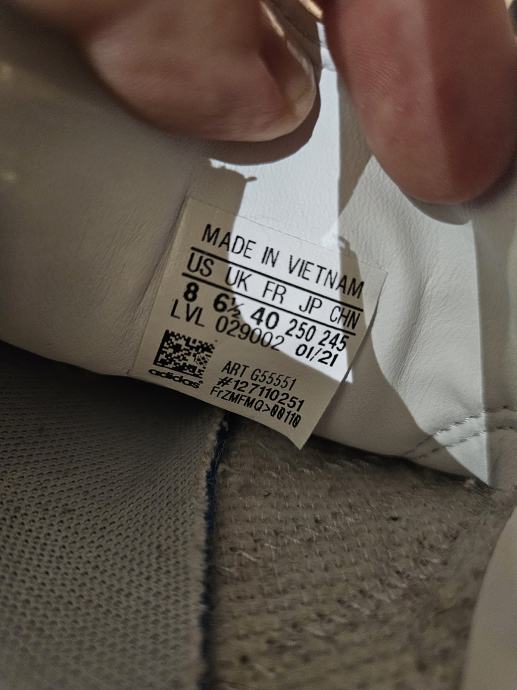 MADE IN VIETNAM
US UK FR JP CHN
8 6½ 40 250 245
LVL 029002 01/21
ART G55551
#127110251
FrZMFMQ>00110
adidas